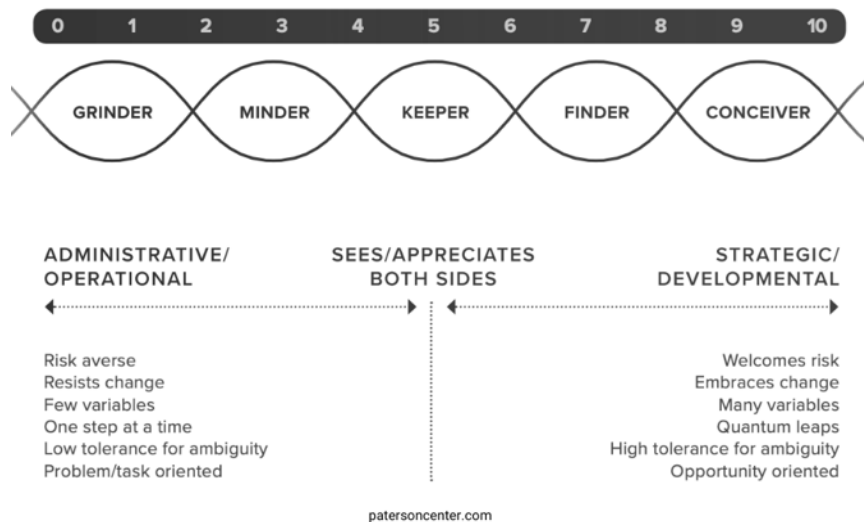 0 1 2 3 4 5 6 7 8 9 10
GRINDER MINDER KEEPER FINDER CONCEIVER
ADMINISTRATIVE/
OPERATIONAL
SEES/APPRECIATES
BOTH SIDES
STRATEGIC/
DEVELOPMENTAL
Risk averse
Resists change
Few variables
One step at a time
Low tolerance for ambiguity
Problem/task oriented
Welcomes risk
Embraces change
Many variables
Quantum leaps
High tolerance for ambiguity
Opportunity oriented
patersoncenter.com